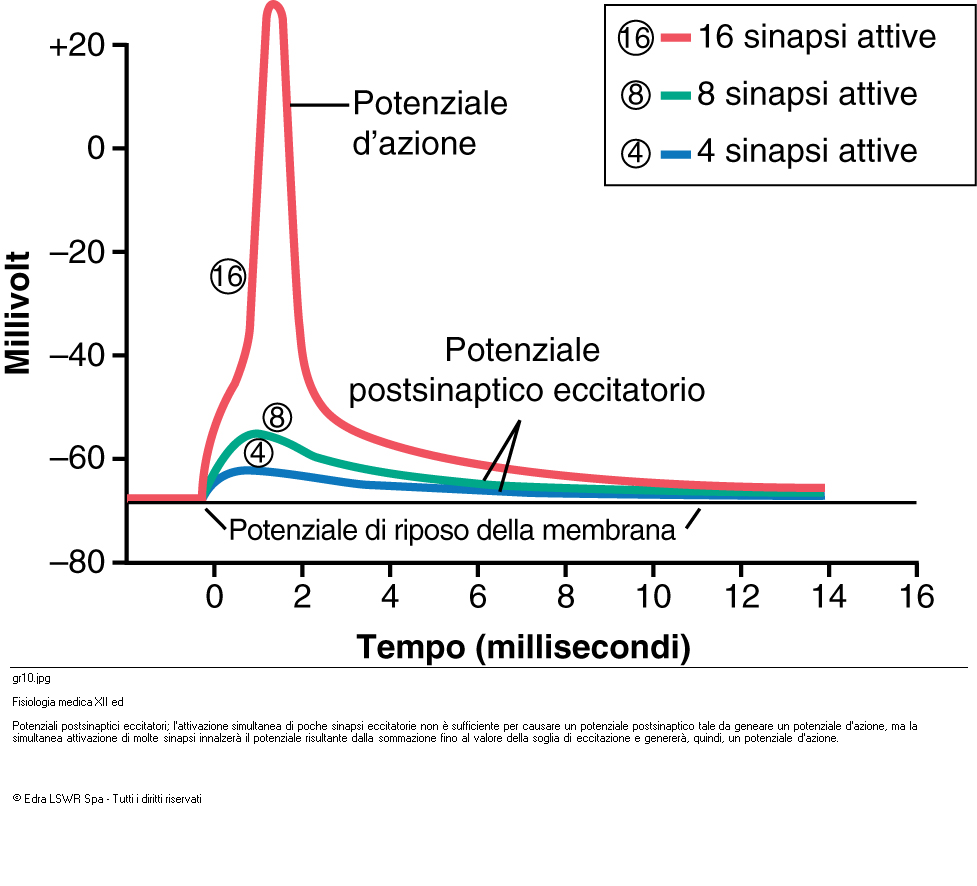 +20
0
−20
−40
−60
−80
Millivolt
Potenziale
d’azione
16 16 sinapsi attive
8 8 sinapsi attive
4 4 sinapsi attive
16
Potenziale
postsinaptico eccitatorio
8
4
Potenziale di riposo della membrana
0 2 4 6 8 10 12 14 16
Tempo (millisecondi)
gr10.jpg
Fisiologia medica XII ed
Potenziali postsinaptici eccitatori; l'attivazione simultanea di poche sinapsi eccitatorie non è sufficiente per causare un potenziale postsinaptico tale da geneare un potenziale d'azione, ma la
simultanea attivazione di molte sinapsi innalzerà il potenziale risultante dalla sommazione fino al valore della soglia di eccitazione e genererà, quindi, un potenziale d'azione.
© Edra LSWR Spa - Tutti i diritti riservati